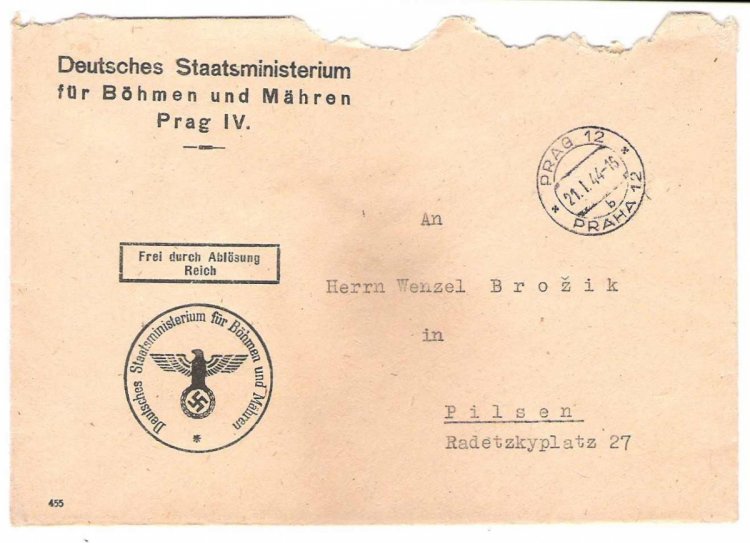 Deutsches Staatsministerium
für Böhmen und Mähren
Prag IV.
PRAG 12
21.I.44-16
b
PRAHA 12
An
Frei durch Ablösung
Reich
Herrn Wenzel Brožik
in
Deutsches Staatsministerium für Böhmen und Mähren
Pilsen
Radetzkyplatz 27
455